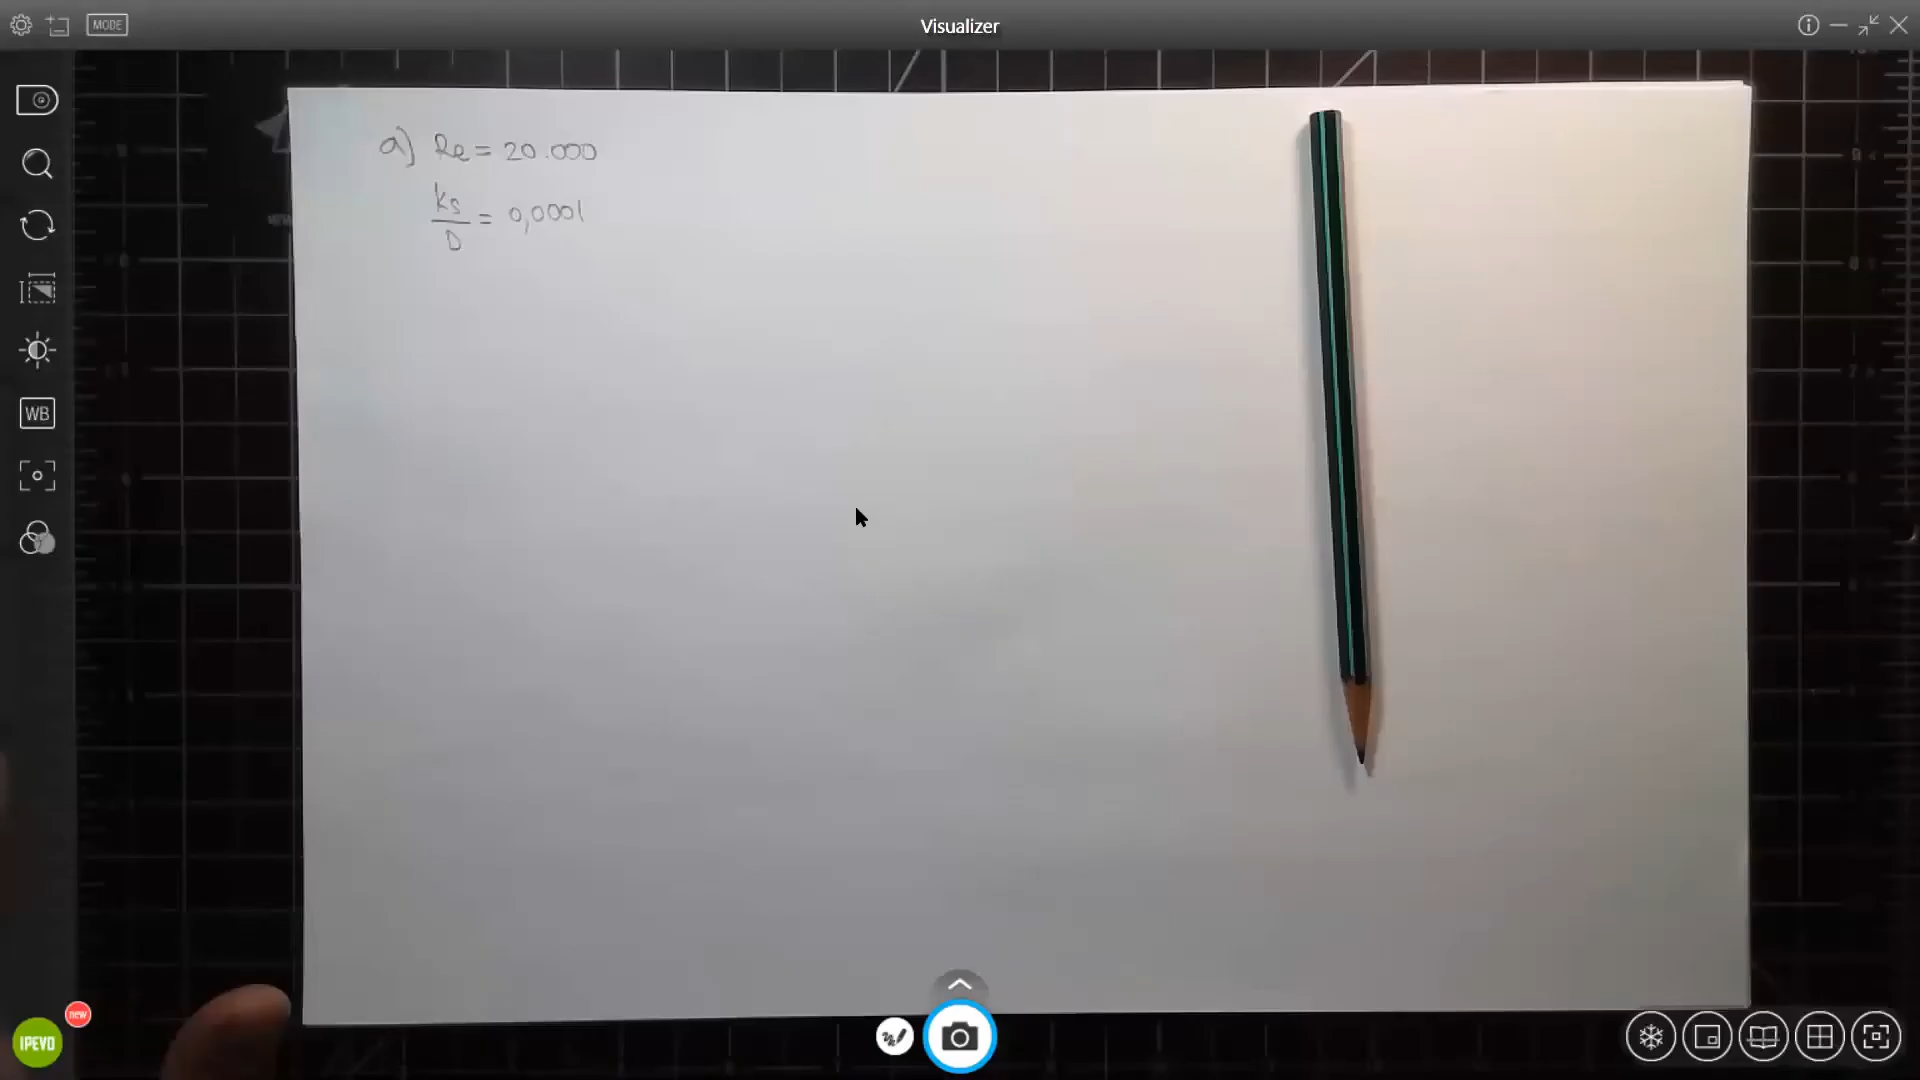 MODE
Visualizer
a) Re = 20.000
ks
/D = 0,0001
WB
new
IPEVO